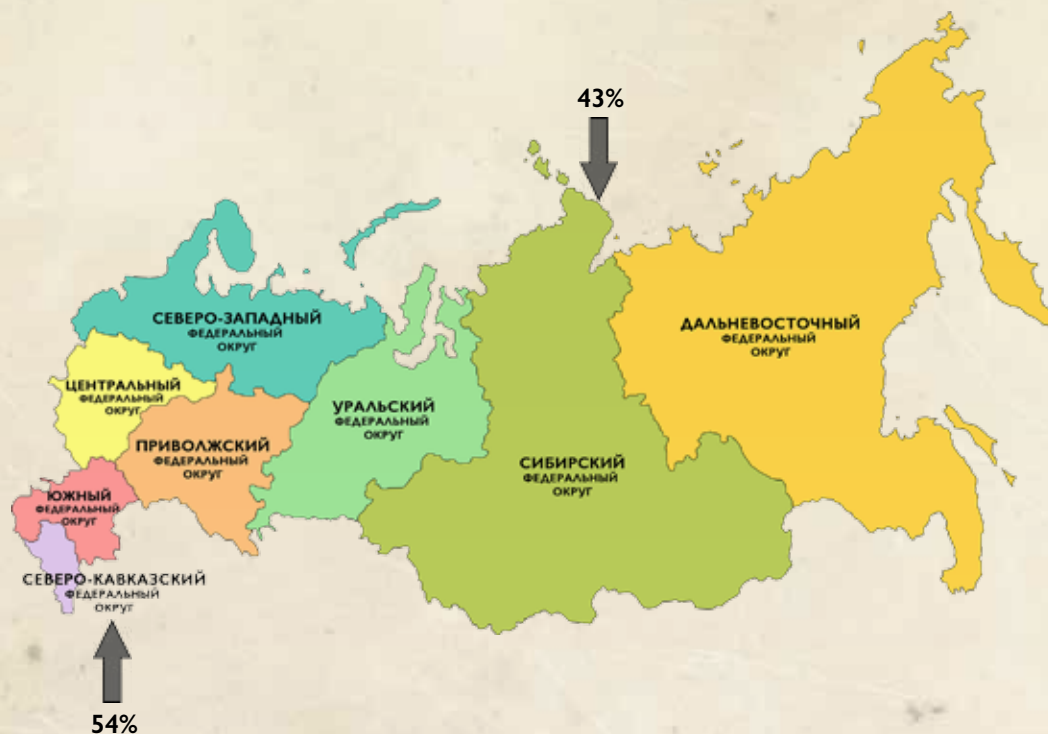 43%
СЕВЕРО-ЗАПАДНЫЙ
ФЕДЕРАЛЬНЫЙ
ОКРУГ
ДАЛЬНЕВОСТОЧНЫЙ
ФЕДЕРАЛЬНЫЙ
ОКРУГ
ЦЕНТРАЛЬНЫЙ
ФЕДЕРАЛЬНЫЙ
ОКРУГ
УРАЛЬСКИЙ
ФЕДЕРАЛЬНЫЙ
ОКРУГ
ПРИВОЛЖСКИЙ
ФЕДЕРАЛЬНЫЙ
ОКРУГ
СИБИРСКИЙ
ФЕДЕРАЛЬНЫЙ
ОКРУГ
ЮЖНЫЙ
ФЕДЕРАЛЬНЫЙ
ОКРУГ
СЕВЕРО-КАВКАЗСКИЙ
ФЕДЕРАЛЬНЫЙ
ОКРУГ
54%